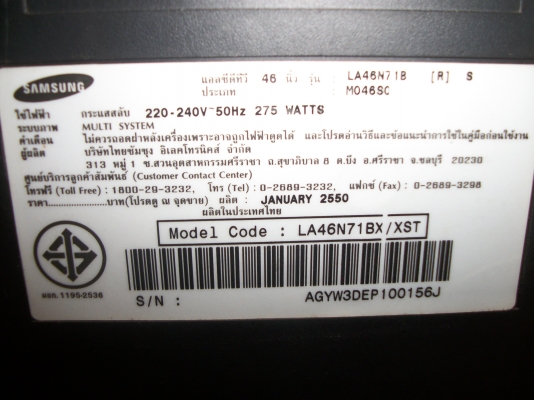 SAMSUNG
แอลซีดีทีวี 46 นิ้ว รุ่น : LA46N71B [R] S
ประเภท : MO46SC
ใช้ไฟฟ้า : กระแสสลับ 220-240V~50Hz 275 WATTS
ระบบภาพ : MULTI SYSTEM
คำเตือน : ไม่ควรถอดฝาหลังเครื่องเพราะอาจถูกไฟฟ้าดูดได้ และโปรดอ่านวิธีและข้อแนะนำการใช้ในคู่มือก่อนใช้งาน
ผู้ผลิต : บริษัทไทยซัมซุง อิเลคโทรนิคส์ จำกัด
313 หมู่ 1 ซ.สวนอุตสาหกรรมศรีราชา ถ.สุขาภิบาล 8 ต.บึง อ.ศรีราชา จ.ชลบุรี 20230
ศูนย์บริการลูกค้าสัมพันธ์ (Customer Contact Center)
โทรฟรี (Toll Free) : 1800-29-3232, โทร (Tel) : 0-2689-3232, แฟกซ์ (Fax) : 0-2689-3298
ราคา............บาท(โปรดดู ณ จุดขาย) ผลิต : JANUARY 2550
ผลิตในประเทศไทย
Model Code : LA46N71BX/XST
มอก. 1195-2536
S/N : AGYW3DEP100156J